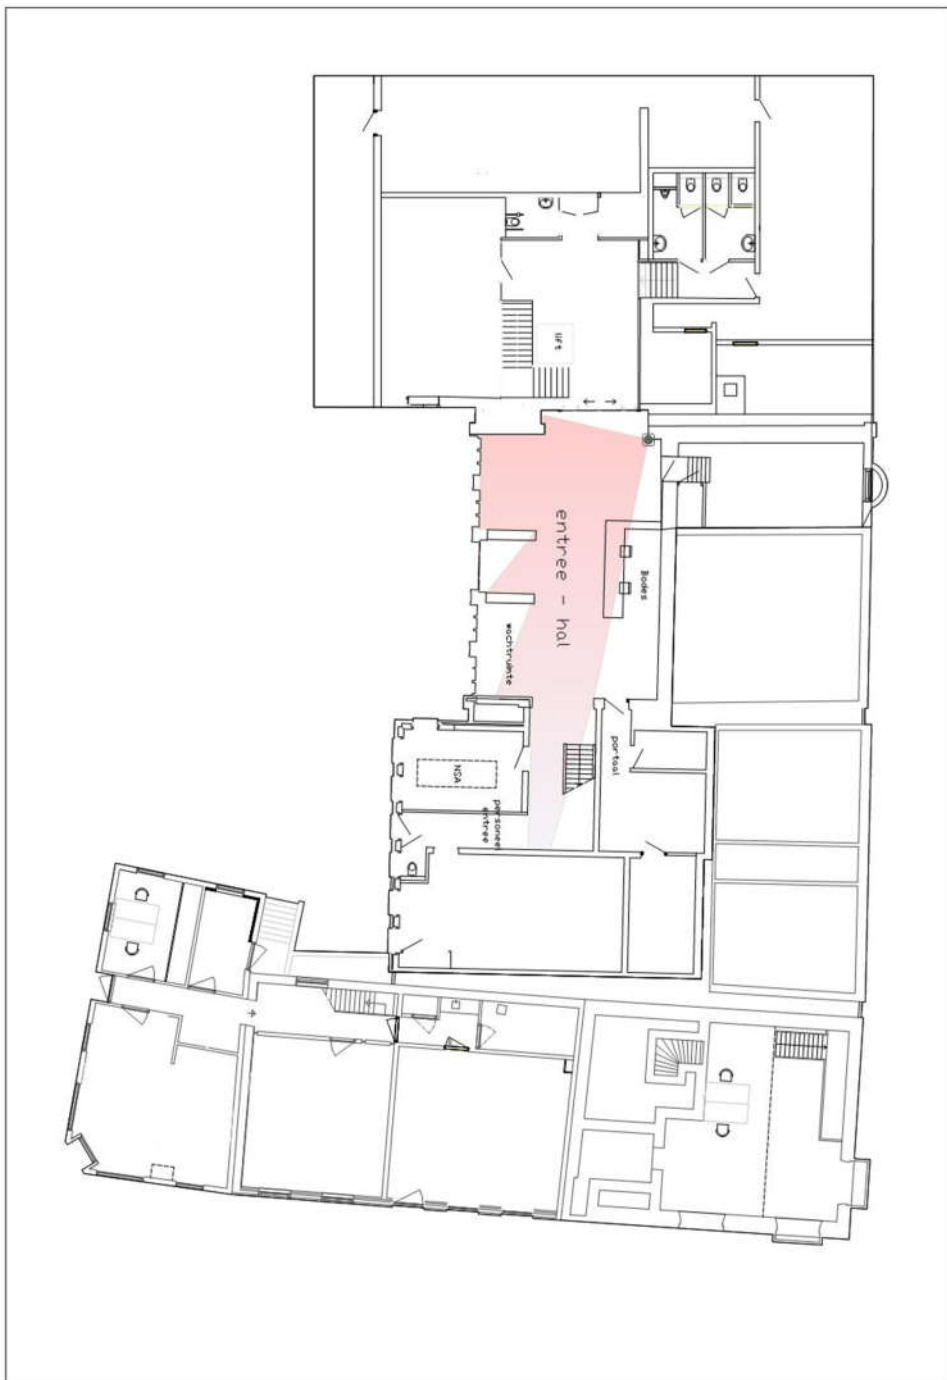 lift
entree - hal
Bodes
wachtruimte
portaal
NSA
personeel
entree